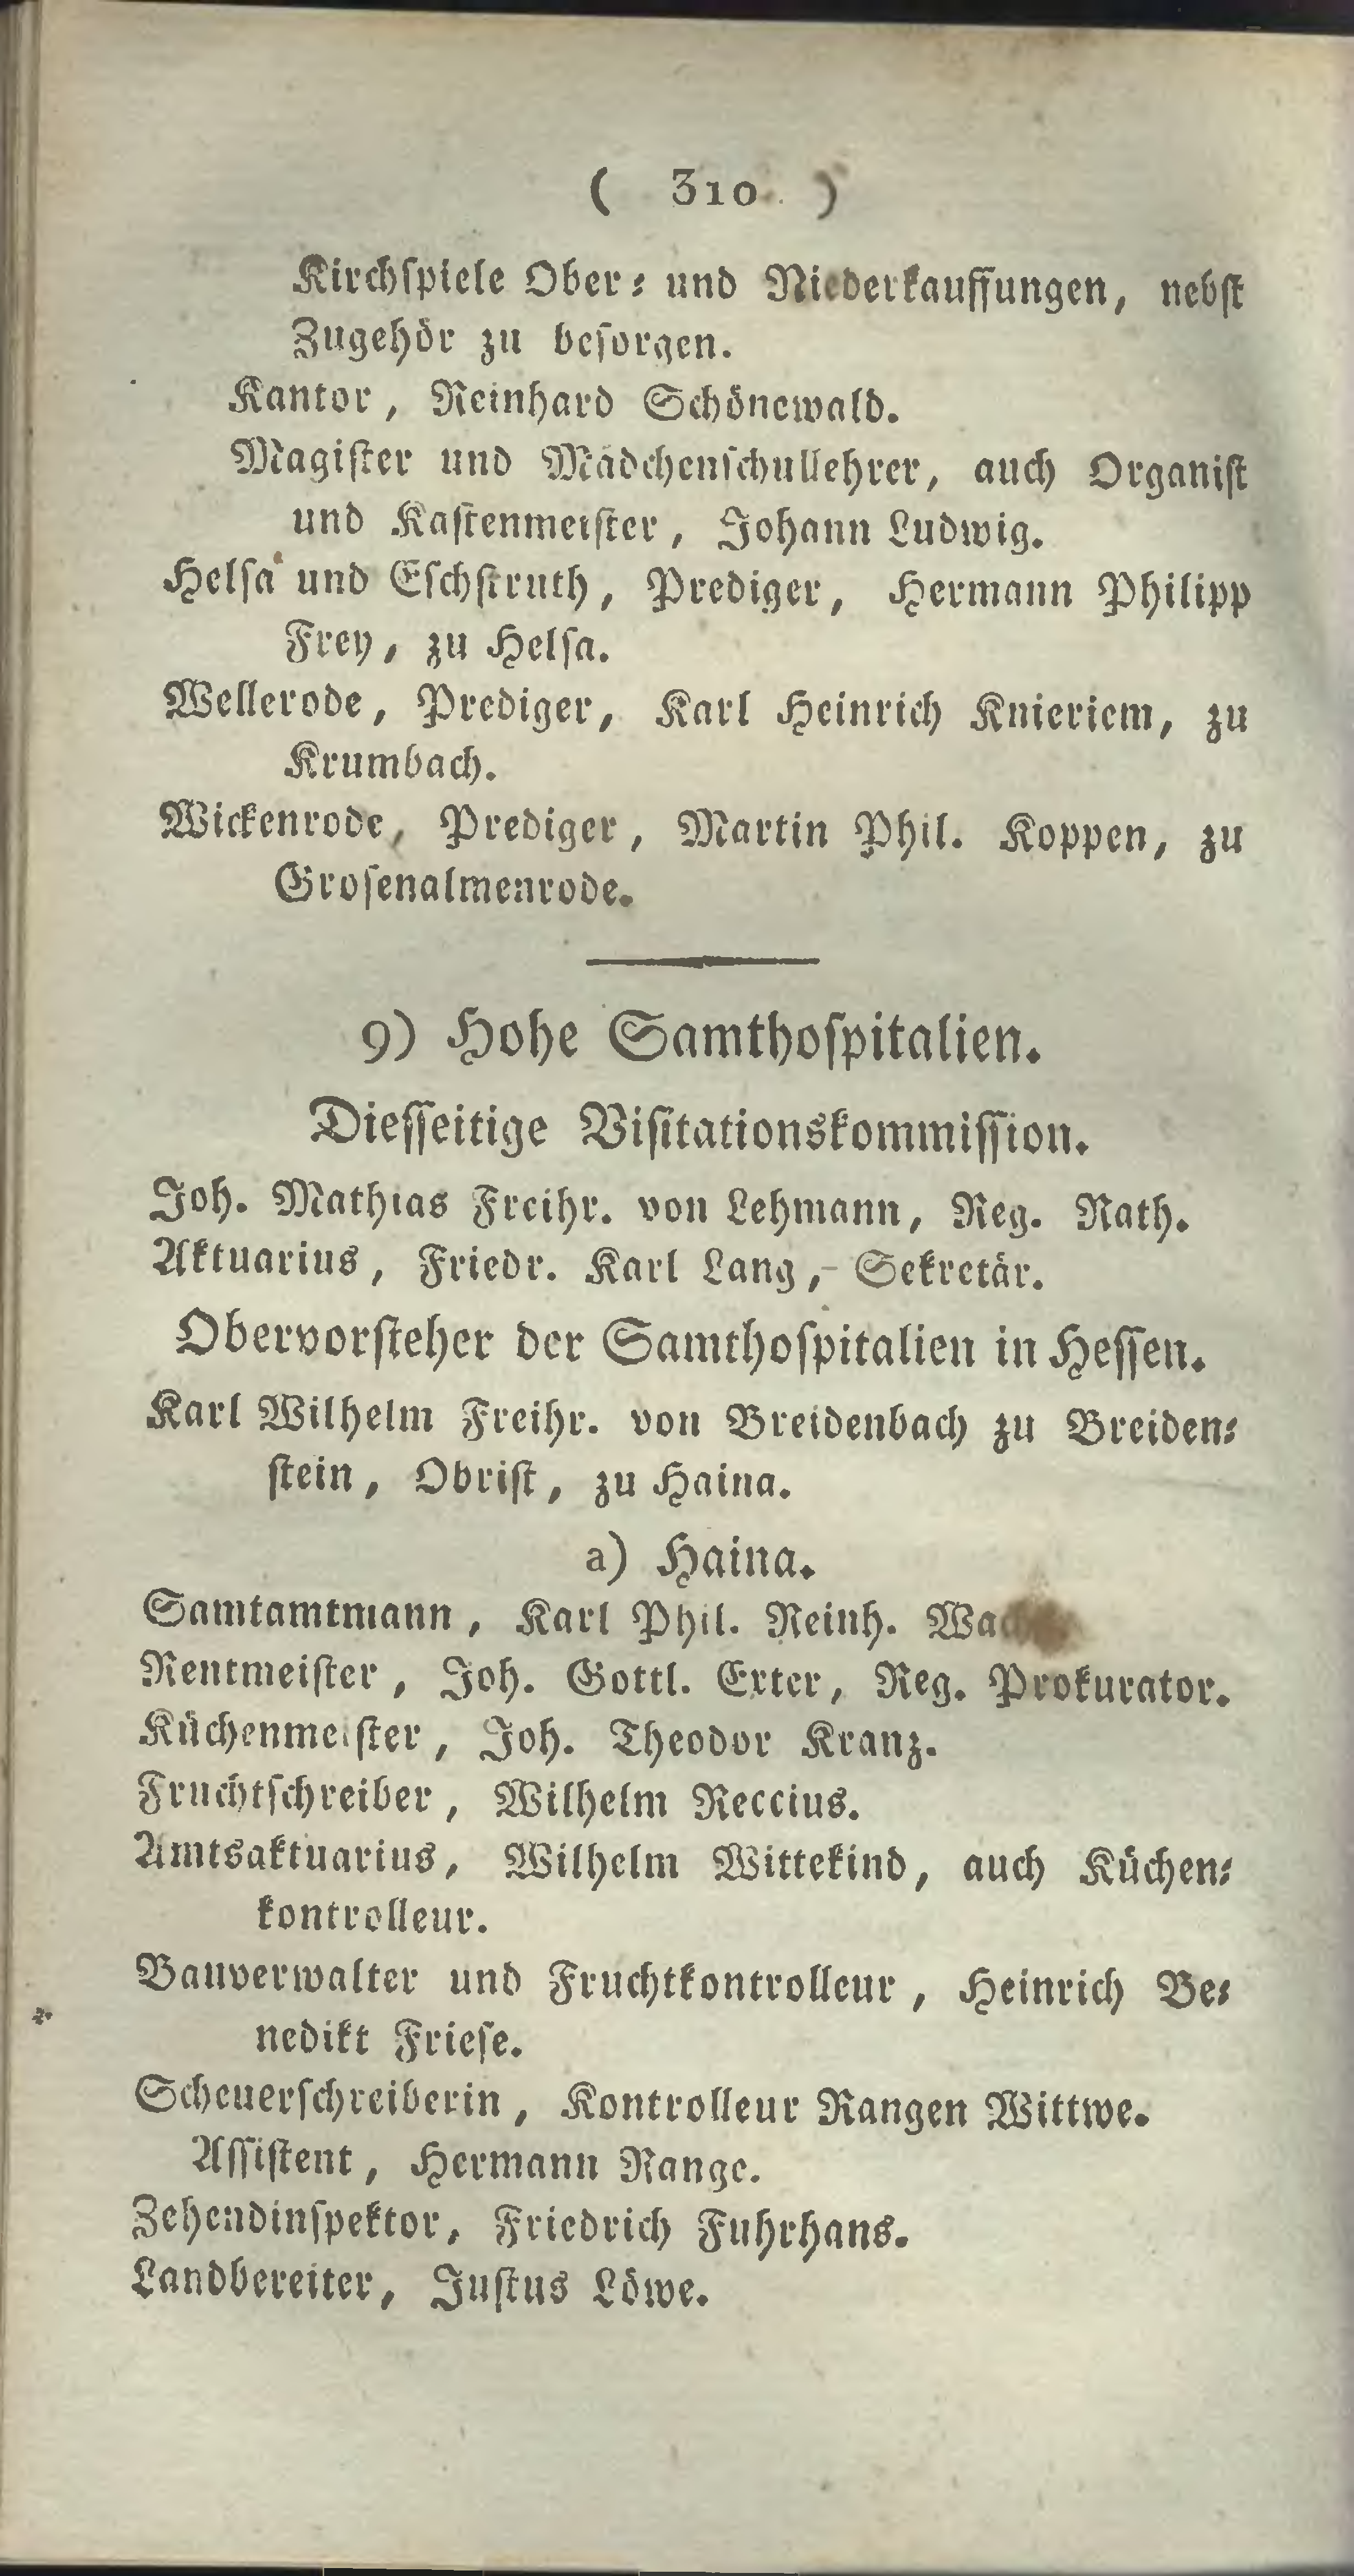 ( 310 )
Kirchſpiele Ober⸗ und Niederkauffungen, nebſt
Zugehör zu beſorgen.
Kantor, Reinhard Schönewald.
Magiſter und Mädchenſchullehrer, auch Organiſt
und Kaſtenmeiſter, Johann Ludwig.
Helſa und Eſchſtruth, Prediger, Hermann Philipp
Frey, zu Helſa.
Wellerode, Prediger, Karl Heinrich Knieriem, zu
Krumbach.
Wickenrode, Prediger, Martin Phil. Koppen, zu
Groſenalmenrode.
9) Hohe Samthoſpitalien.
Dieſſeitige Viſitationskommiſſion.
Joh. Mathias Freihr. von Lehmann, Reg. Rath.
Aktuarius, Friedr. Karl Lang, Sekretär.
Obervorſteher der Samthoſpitalien in Heſſen.
Karl Wilhelm Freihr. von Breidenbach zu Breiden⸗
ſtein, Obriſt, zu Haina.
a) Haina.
Samtamtmann, Karl Phil. Reinh.
Rentmeiſter, Joh. Gottl. Exter, Reg. Prokurator.
Küchenmeiſter, Joh. Theodor Kranz.
Fruchtſchreiber, Wilhelm Reccius.
Amtsaktuarius, Wilhelm Wittekind, auch Küchen⸗
kontrolleur.
Bauverwalter und Fruchtkontrolleur, Heinrich Be⸗
nedikt Frieſe.
Scheuerſchreiberin, Kontrolleur Rangen Wittwe.
Aſſiſtent, Hermann Range.
Zehendinſpektor, Friedrich Fuhrhans.
Landbereiter, Juſtus Löwe.